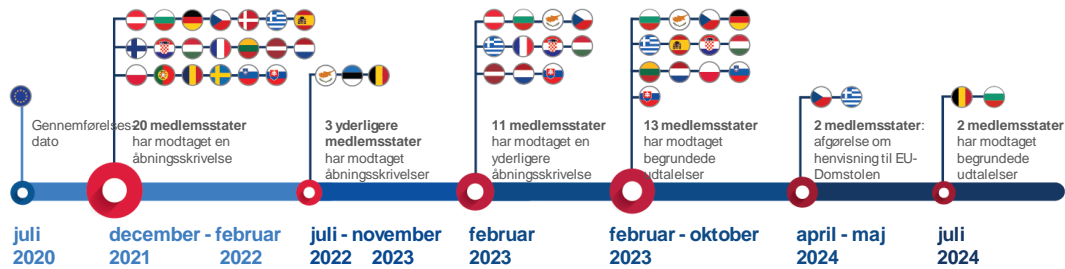 Gennemførelses-
dato
20 medlemsstater
har modtaget en
åbningsskrivelse
3 yderligere
medlemsstater
har modtaget
åbningsskrivelser
11 medlemsstater
har modtaget en
yderligere
åbningsskrivelse
13 medlemsstater
har modtaget
begrundede
udtalelser
2 medlemsstater:
afgørelse om
henvisning til EU-
Domstolen
2 medlemsstater
har modtaget
begrundede
udtalelser
juli
2020
december - februar
2021 2022
juli - november
2022 2023
februar
2023
februar - oktober
2023
april - maj
2024
juli
2024